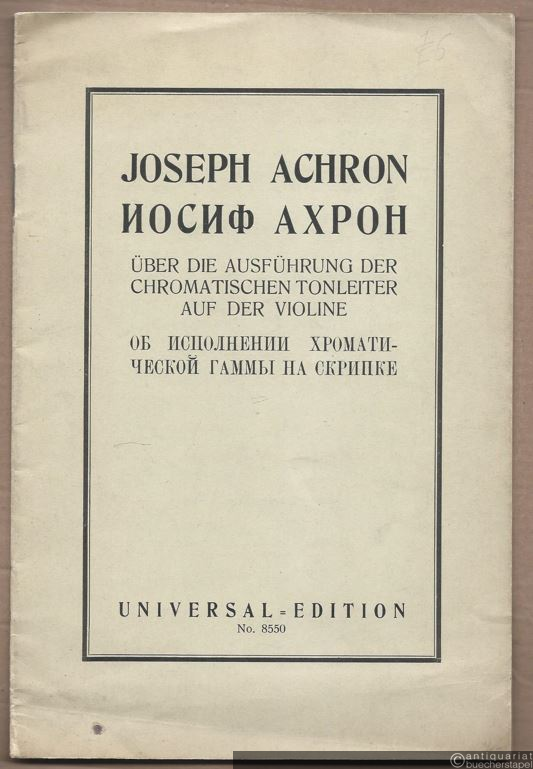 JOSEPH ACHRON
ИОСИФ АХРОН
ÜBER DIE AUSFÜHRUNG DER
CHROMATISCHEN TONLEITER
AUF DER VIOLINE
ОБ ИСПОЛНЕНИИ ХРОМАТИ-
ЧЕСКОЙ ГАММЫ НА СКРИПКЕ
UNIVERSAL=EDITION
No. 8550
©antiquariat
buecherstapel